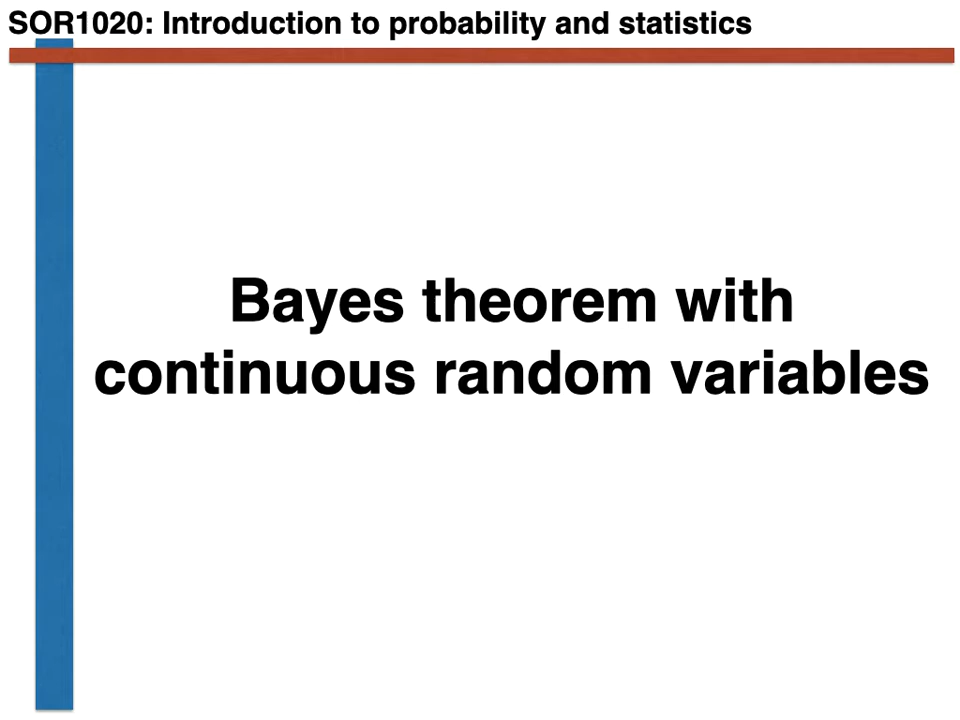 SOR1020: Introduction to probability and statistics
Bayes theorem with
continuous random variables